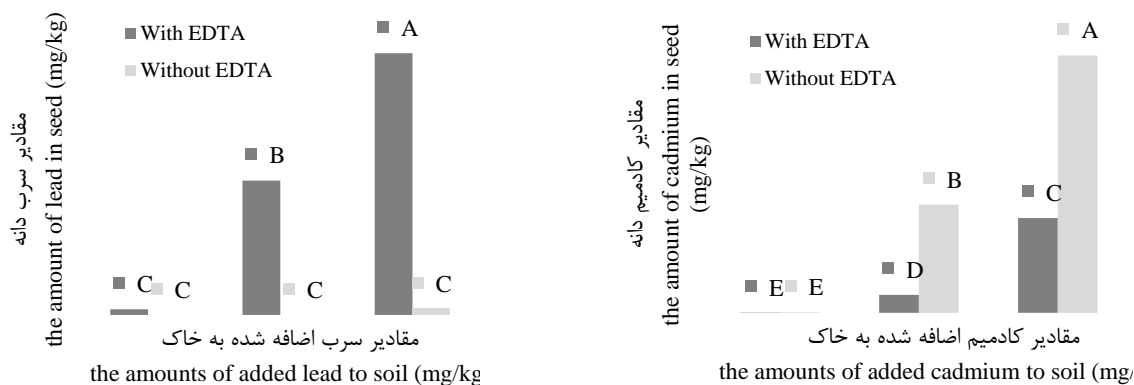 With EDTA
Without EDTA
A
B
C
C
C
C
مقادیر سرب دانه
the amount of lead in seed (mg/kg)
مقادیر سرب اضافه شده به خاک
the amounts of added lead to soil (mg/kg
With EDTA
Without EDTA
A
B
C
D
E
E
مقادیر کادمیم دانه
the amount of cadmium in seed
(mg/kg)
مقادیر کادمیم اضافه شده به خاک
the amounts of added cadmium to soil (mg/